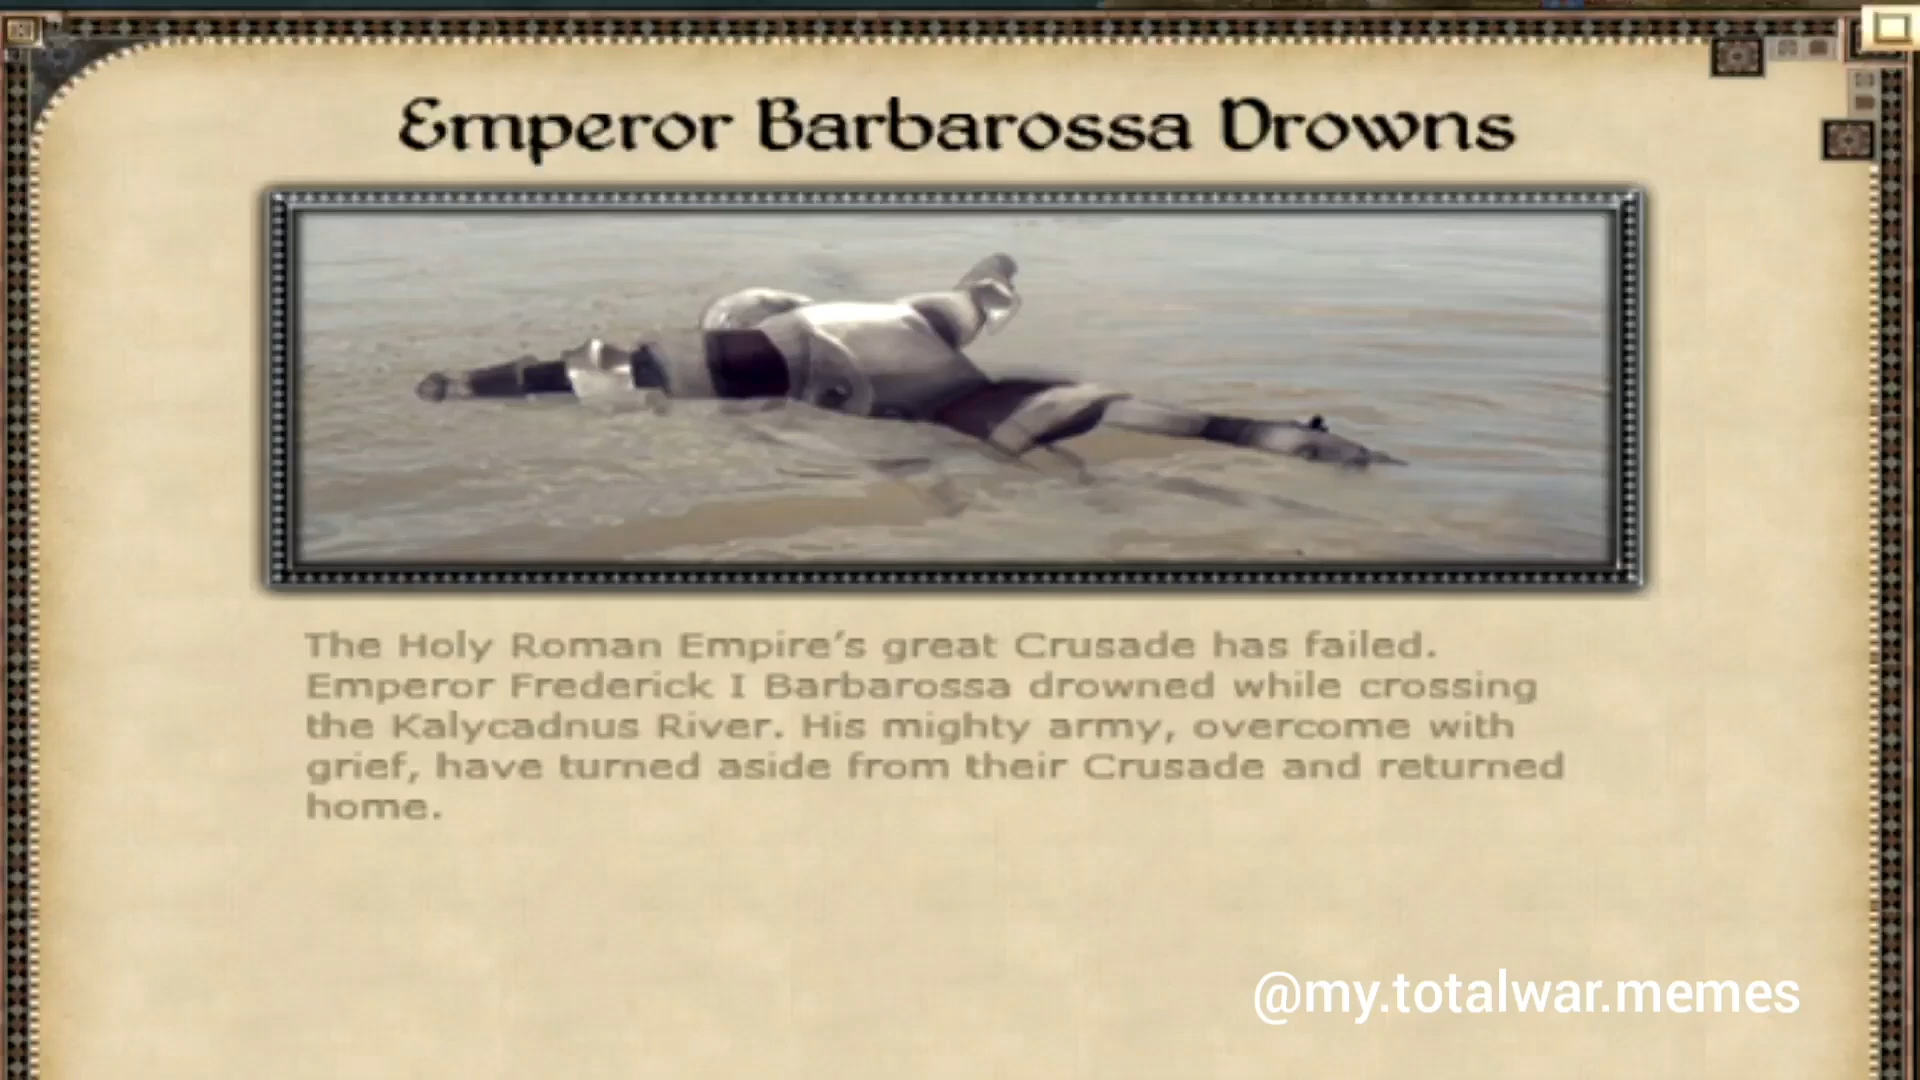 Emperor Barbarossa Drowns
The Holy Roman Empire's great Crusade has failed.
Emperor Frederick I Barbarossa drowned while crossing
the Kalycadnus River. His mighty army, overcome with
grief, have turned aside from their Crusade and returned
home.
@my.totalwar.memes